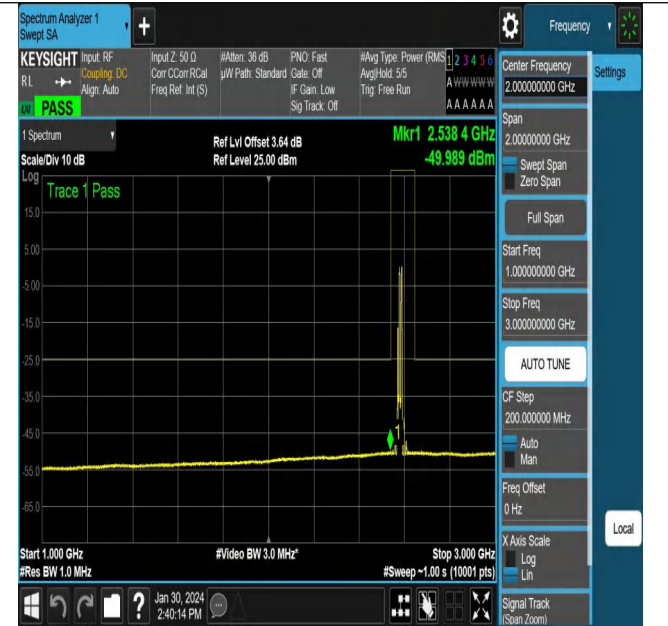 Spectrum Analyzer 1
Swept SA
Frequency
KEYSIGHT
RL
LXI PASS
Input: RF
Coupling: DC
Align: Auto
Input Z: 50 Ω
Corr CCorr RCal
Freq Ref: Int (S)
#Atten: 36 dB
µW Path: Standard
PNO: Fast
Gate: Off
IF Gain: Low
Sig Track: Off
#Avg Type: Power (RMS
Avg|Hold: 5/5
Trig: Free Run
1 2 3 4 5 6
A W W W W W
A A A A A A
1 Spectrum
Scale/Div 10 dB
Ref Lvl Offset 3.64 dB
Ref Level 25.00 dBm
Mkr1 2.538 4 GHz
-49.989 dBm
Log
Trace 1 Pass
15.0
5.00
-5.00
-15.0
-25.0
-35.0
-45.0
-55.0
-65.0
1
Start 1.000 GHz
#Res BW 1.0 MHz
#Video BW 3.0 MHz*
Stop 3.000 GHz
#Sweep ~1.00 s (10001 pts)
Center Frequency
2.00000000 GHz
Settings
Span
2.00000000 GHz
Swept Span
Zero Span
Full Span
Start Freq
1.000000000 GHz
Stop Freq
3.000000000 GHz
AUTO TUNE
CF Step
200.000000 MHz
Auto
Man
Freq Offset
0 Hz
X Axis Scale
Log
Lin
Local
Signal Track
(Span Zoom)
?
Jan 30, 2024
2:40:14 PM